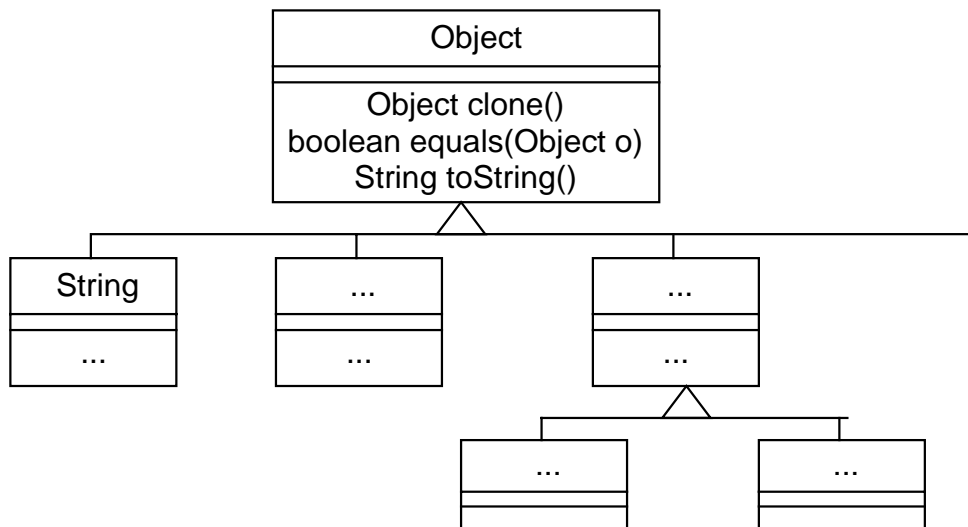 Object
Object clone()
boolean equals(Object o)
String toString()
String
...
...
...
...
...
...
...